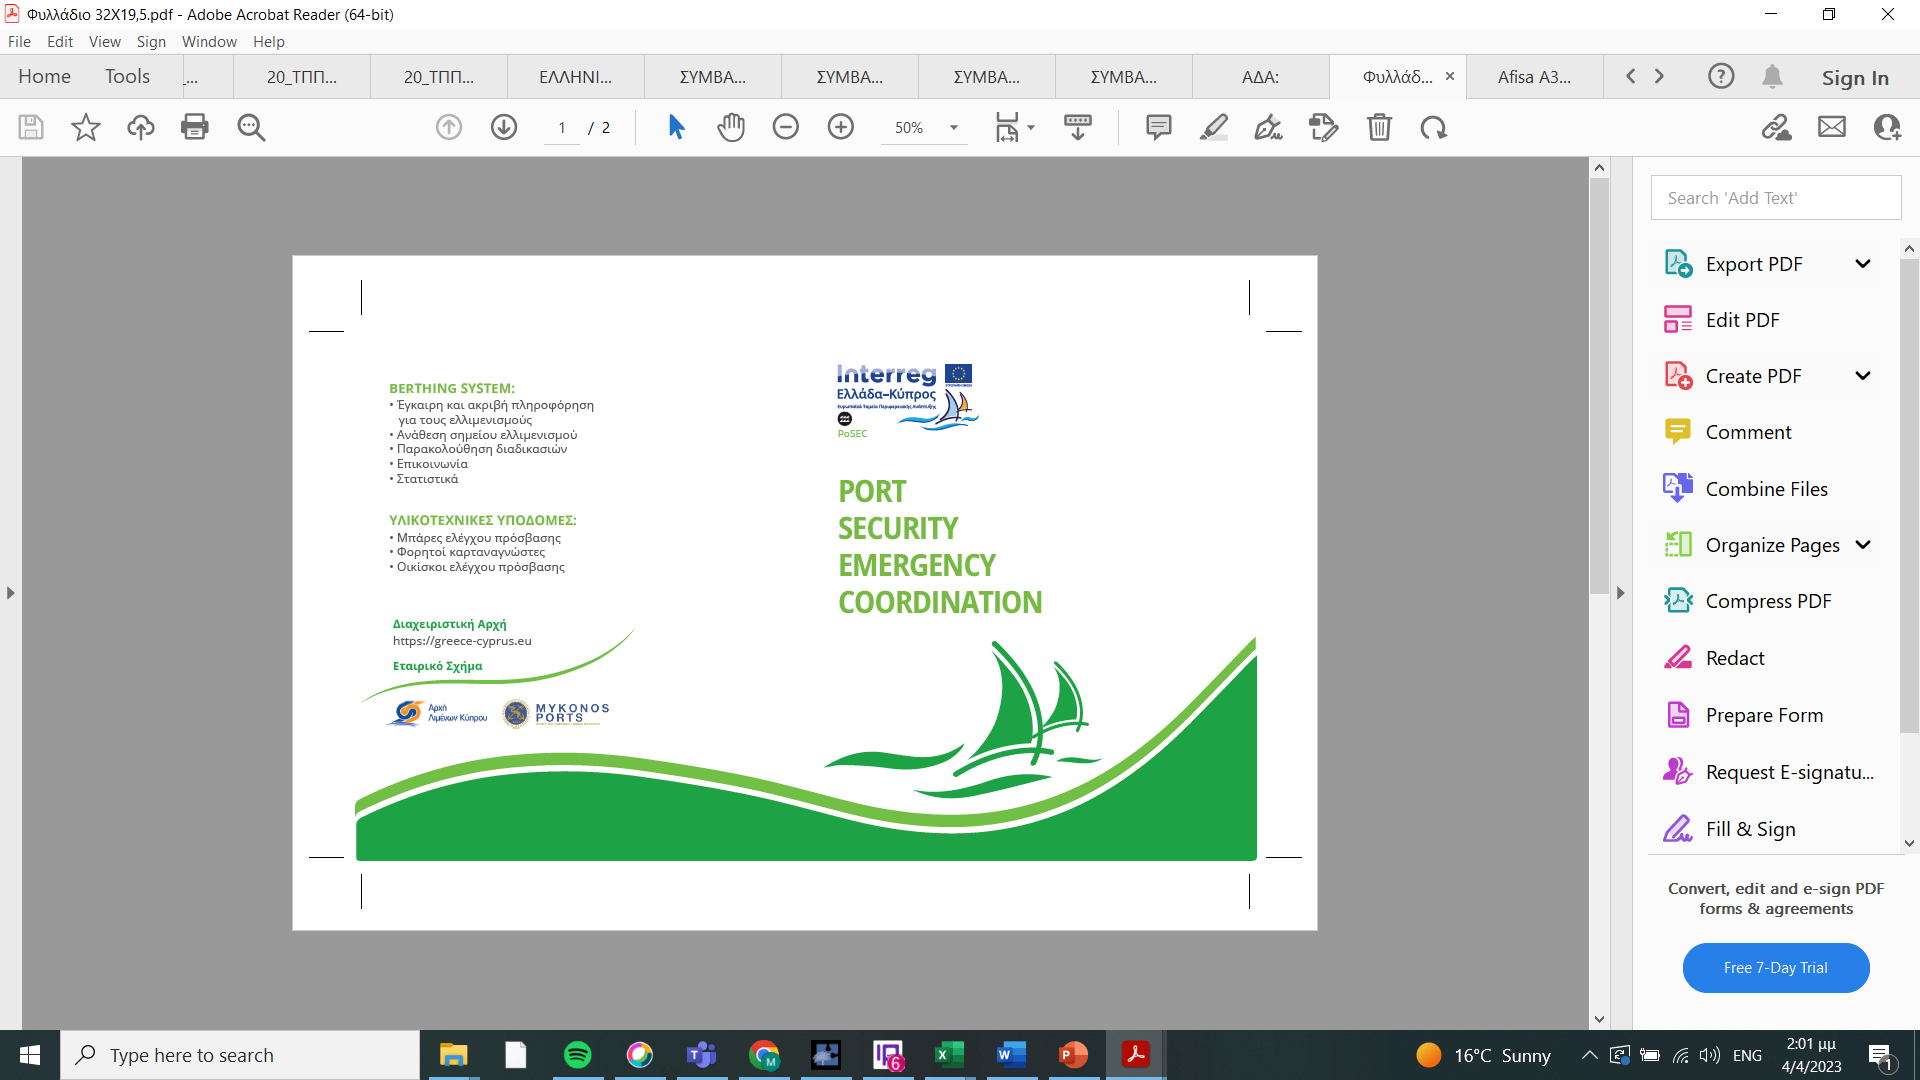 Φυλλάδιο 32X19,5.pdf - Adobe Acrobat Reader (64-bit)
File Edit View Sign Window Help
Home Tools _... 20_ΤΠΠ... 20_ΤΠΠ... ΕΛΛΗΝΙ... ΣΥΜΒΑ... ΣΥΜΒΑ... ΣΥΜΒΑ... ΣΥΜΒΑ... ΑΔΑ: Φυλλάδ... × Afisa A3... Sign In
1 / 2 50%
BERTHING SYSTEM:
• Έγκαιρη και ακριβή πληροφόρηση
για τους ελλιμενισμούς
• Ανάθεση σημείου ελλιμενισμού
• Παρακολούθηση διαδικασιών
• Επικοινωνία
• Στατιστικά
ΥΛΙΚΟΤΕΧΝΙΚΕΣ ΥΠΟΔΟΜΕΣ:
• Μπάρες ελέγχου πρόσβασης
• Φορητοί καρταναγνώστες
• Οικίσκοι ελέγχου πρόσβασης
Διαχειριστική Αρχή
https://greece-cyprus.eu
Εταιρικό Σχήμα
Αρχή
Λιμένων Κύπρου
MYKONOS
PORTS
Interreg
Ελλάδα-Κύπρος
Ευρωπαϊκό Ταμείο Περιφερειακής Ανάπτυξης
PoSEC
PORT
SECURITY
EMERGENCY
COORDINATION
Search 'Add Text'
Export PDF
Edit PDF
Create PDF
Comment
Combine Files
Organize Pages
Compress PDF
Redact
Prepare Form
Request E-signatu...
Fill & Sign
Convert, edit and e-sign PDF
forms & agreements
Free 7-Day Trial
Type here to search
6
16°C Sunny
ENG
2:01 μμ
4/4/2023
1